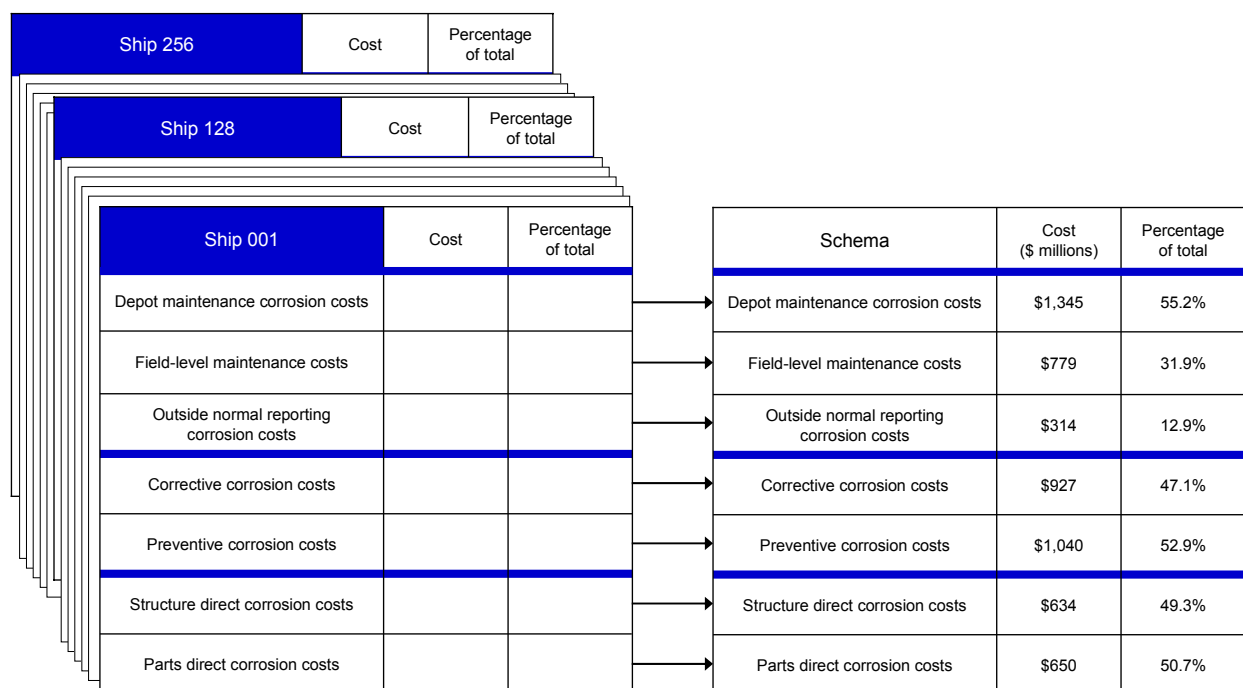 Ship 256
Cost
Percentage
of total
Ship 128
Cost
Percentage
of total
Ship 001
Cost
Percentage
of total
Depot maintenance corrosion costs
Field-level maintenance costs
Outside normal reporting
corrosion costs
Corrective corrosion costs
Preventive corrosion costs
Structure direct corrosion costs
Parts direct corrosion costs
Schema
Cost
($ millions)
Percentage
of total
Depot maintenance corrosion costs
$1,345
55.2%
Field-level maintenance costs
$779
31.9%
Outside normal reporting
corrosion costs
$314
12.9%
Corrective corrosion costs
$927
47.1%
Preventive corrosion costs
$1,040
52.9%
Structure direct corrosion costs
$634
49.3%
Parts direct corrosion costs
$650
50.7%